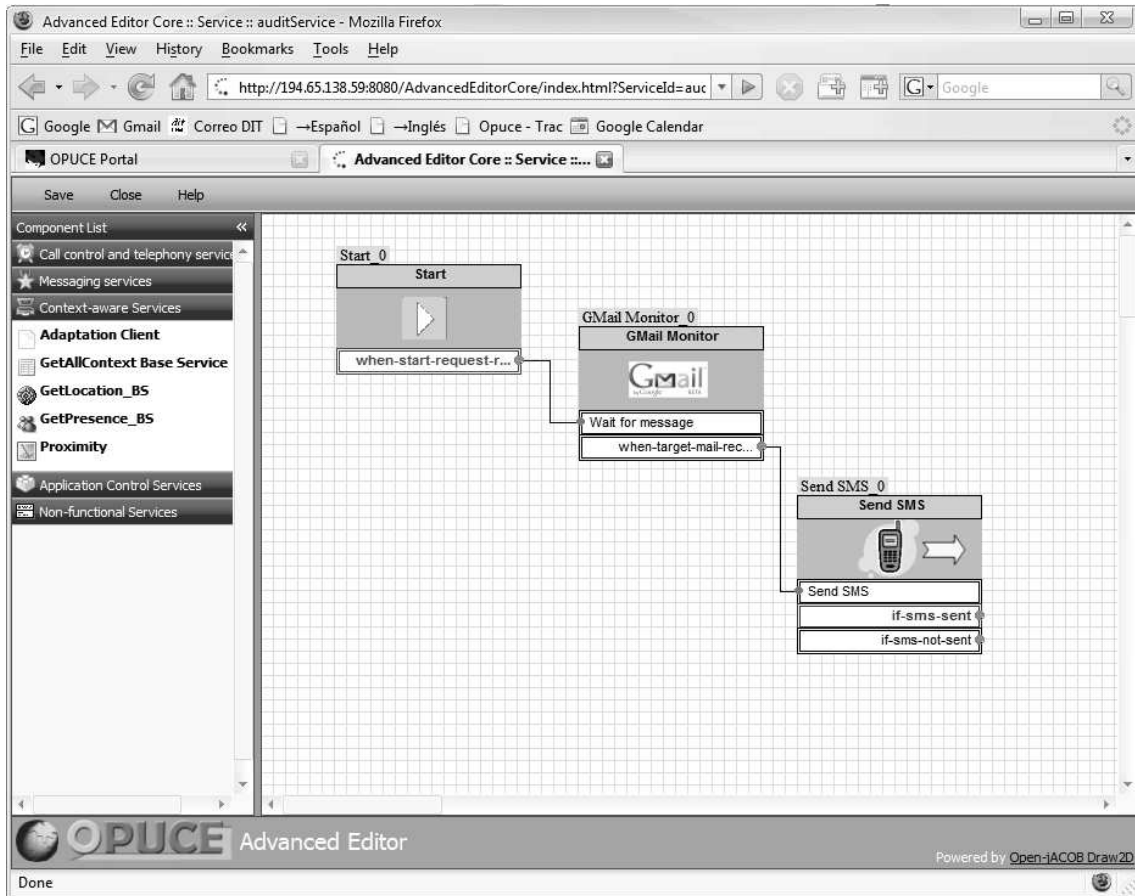 Advanced Editor Core :: Service :: auditService - Mozilla Firefox
File Edit View History Bookmarks Tools Help
http://194.65.138.59:8080/AdvancedEditorCore/index.html?ServiceId=auc
G Google
Google Gmail Correo DIT →Español →Inglés Opuce - Trac Google Calendar
OPUCE Portal
Advanced Editor Core :: Service ::...
Save Close Help
Component List «
Call control and telephony service
Messaging services
Context-aware Services
Adaptation Client
GetAllContext Base Service
GetLocation_BS
GetPresence_BS
Proximity
Application Control Services
Non-functional Services
Start_0
Start
when-start-request-r...
GMail Monitor_0
GMail Monitor
GMail
by Google BETA
Wait for message
when-target-mail-rec...
Send SMS_0
Send SMS
Send SMS
if-sms-sent
if-sms-not-sent
OPUCE Advanced Editor
Powered by Open-jACOB Draw2D
Done